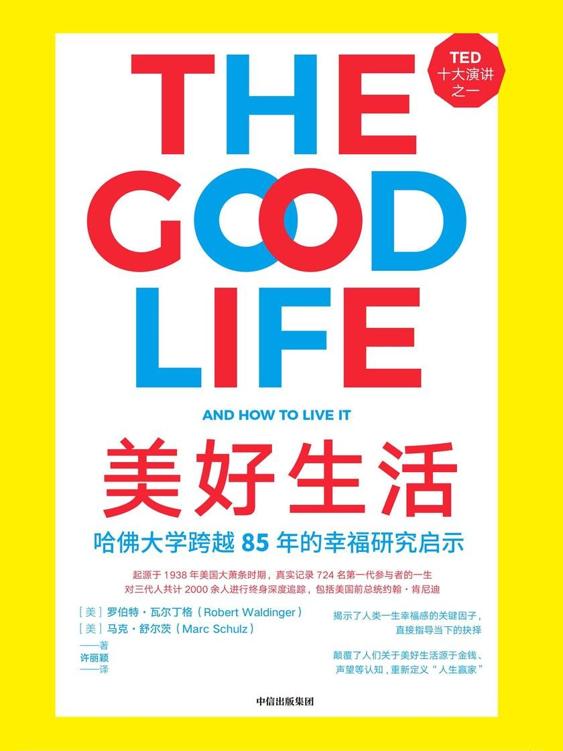 TED
十大演讲
之一
THE
GOOD
LIFE
AND HOW TO LIVE IT
美好生活
哈佛大学跨越 85 年的幸福研究启示
起源于 1938 年美国大萧条时期，真实记录 724 名第一代参与者的一生
对三代人共计 2000 余人进行终身深度追踪，包括美国前总统约翰·肯尼迪
［美］罗伯特·瓦尔丁格（Robert Waldinger）
［美］马克·舒尔茨（Marc Schulz）
——著
许丽颖
——译
揭示了人类一生幸福感的关键因子，
直接指导当下的抉择
颠覆了人们关于美好生活源于金钱、
声望等认知，重新定义“人生赢家”
中信出版集团